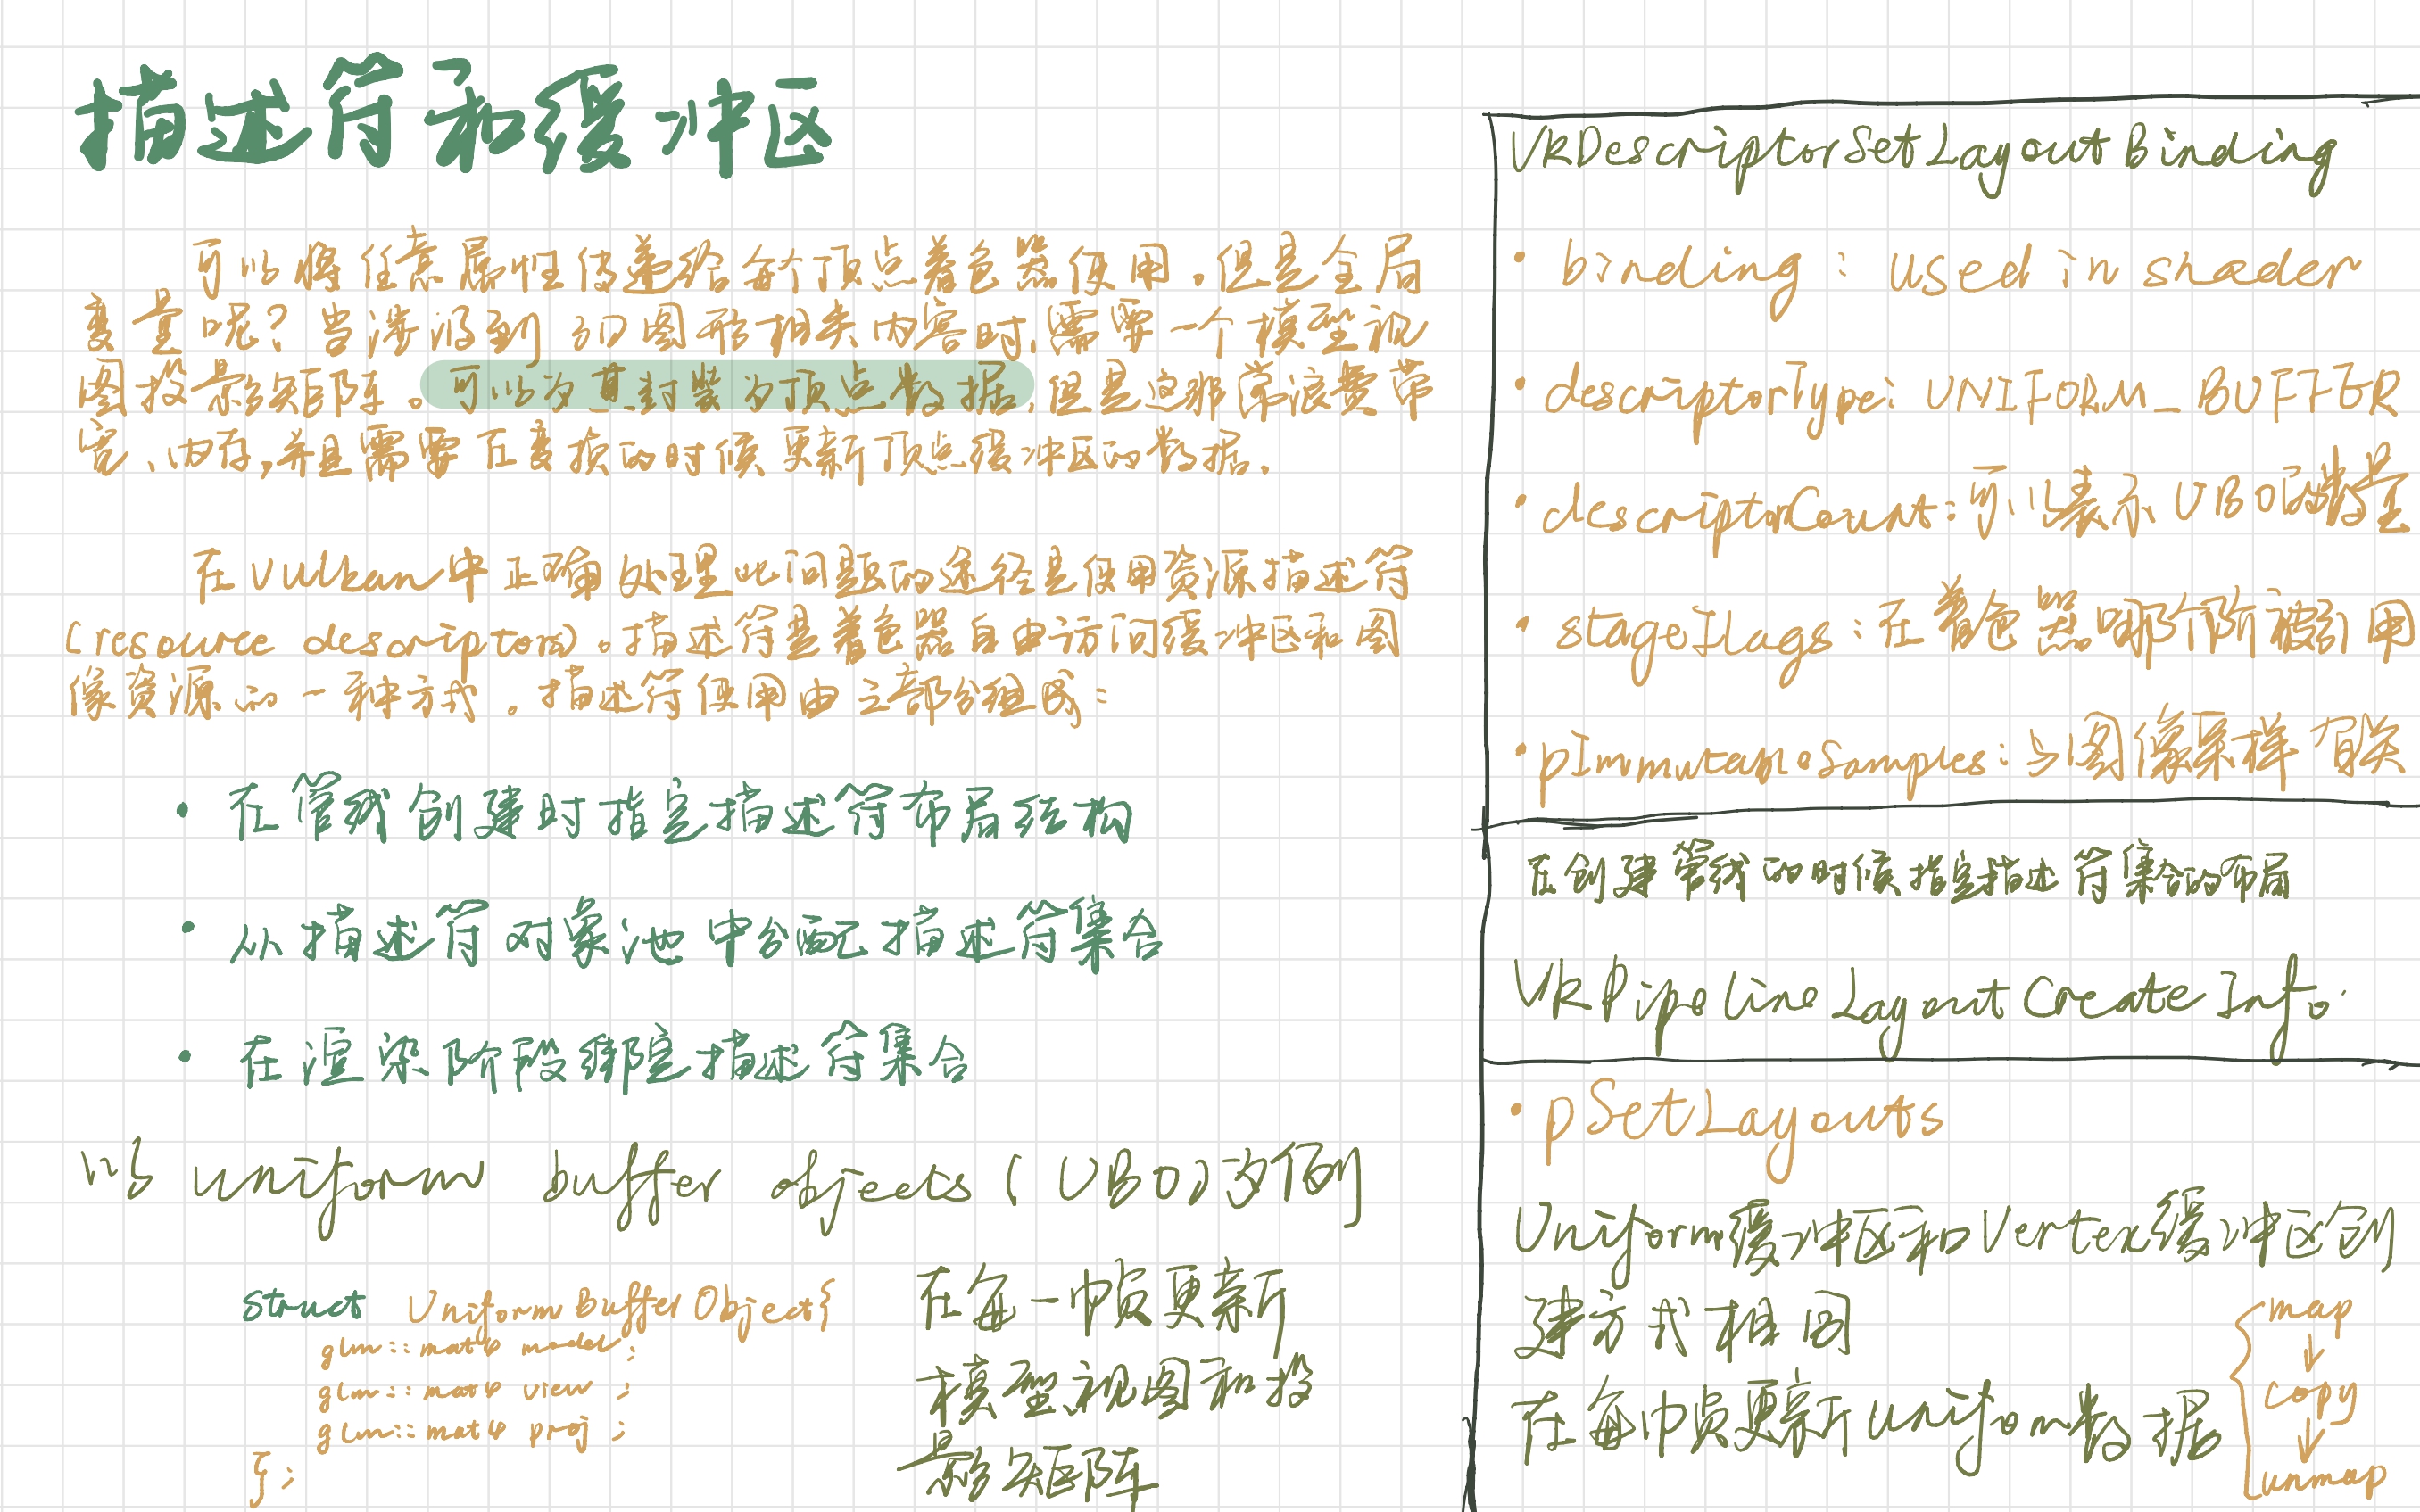 描述符和缓冲区
可以将任意属性传递给每个顶点着色器使用。但是全局
变量呢？当涉及到 3D图形相关内容时,需要一个模型视
图投影矩阵。可以为其封装为顶点数据,但是这非常浪费带
宽、内存,并且需要在变换的时候更新顶点缓冲区的数据。
在Vulkan中正确处理此问题的途径是使用资源描述符
(resource descriptors)。描述符是着色器自由访问缓冲区和图
像资源的一种方式。描述符使用由三部分组成:
· 在管线创建时指定描述符布局结构
· 从描述符对象池中分配描述符集合
· 在渲染阶段绑定描述符集合
以 uniform buffer objects (UBO)为例
struct UniformBufferObject{
glm::mat4 model;
glm::mat4 view;
glm::mat4 proj;
};
在每一帧更新
模型、视图和投
影矩阵
VkDescriptorSetLayoutBinding
· binding: used in shader
· descriptorType: UNIFORM_BUFFER
· descriptorCount:可以表示UBO的数量
· stageFlags:在着色器哪个阶被引用
· pImmutableSamples:与图像采样有关
在创建管线的时候指定描述符集合的布局
VkPipelineLayoutCreateInfo
· pSetLayouts
Uniform缓冲区和Vertex缓冲区创
建方式相同
在每帧更新uniform数据
map
↓
copy
↓
unmap